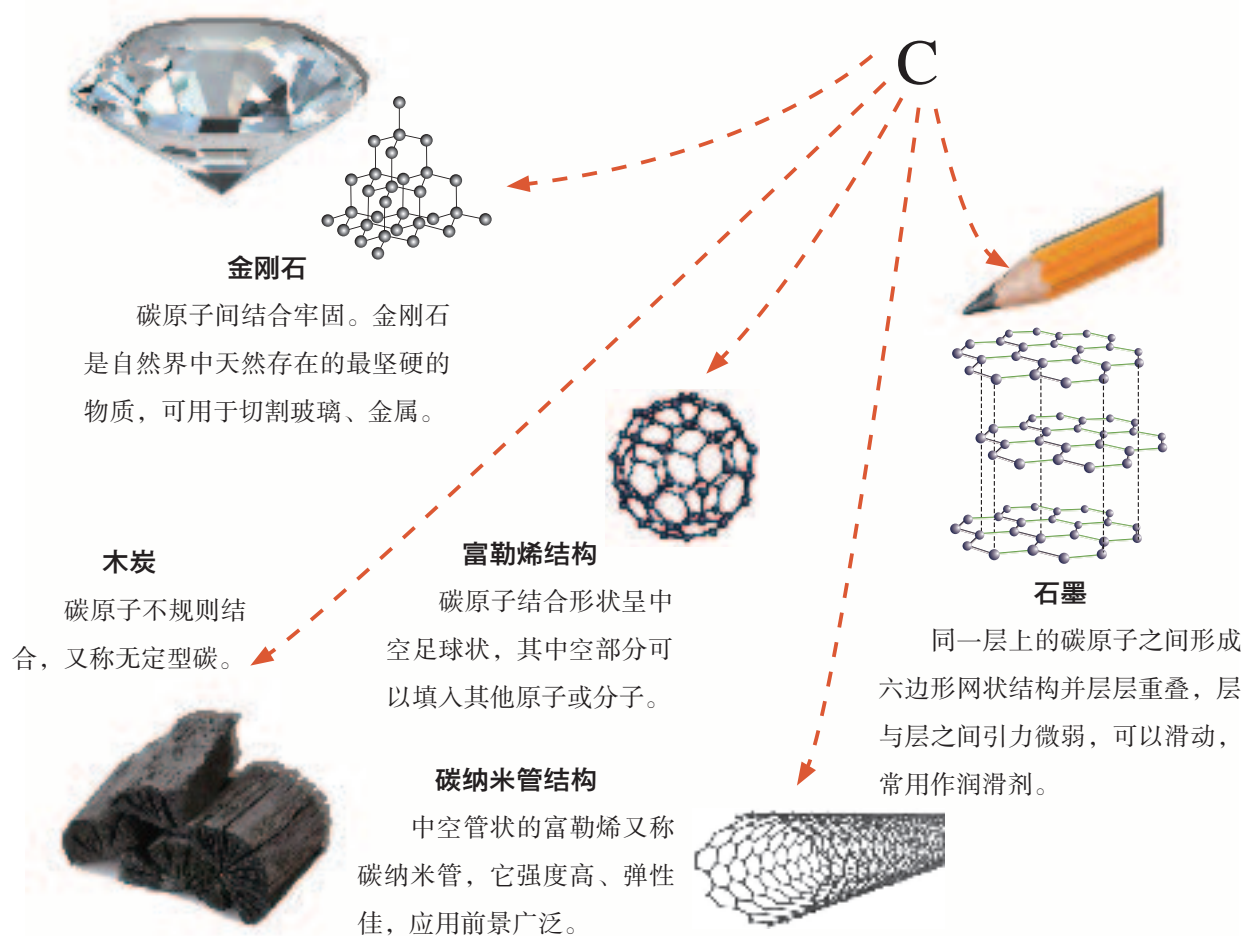 C
金刚石
碳原子间结合牢固。金刚石
是自然界中天然存在的最坚硬的
物质，可用于切割玻璃、金属。
木炭
碳原子不规则结
合，又称无定型碳。
富勒烯结构
碳原子结合形状呈中
空足球状，其中空部分可
以填入其他原子或分子。
石墨
同一层上的碳原子之间形成
六边形网状结构并层层重叠，层
与层之间引力微弱，可以滑动，
常用作润滑剂。
碳纳米管结构
中空管状的富勒烯又称
碳纳米管，它强度高、弹性
佳，应用前景广泛。